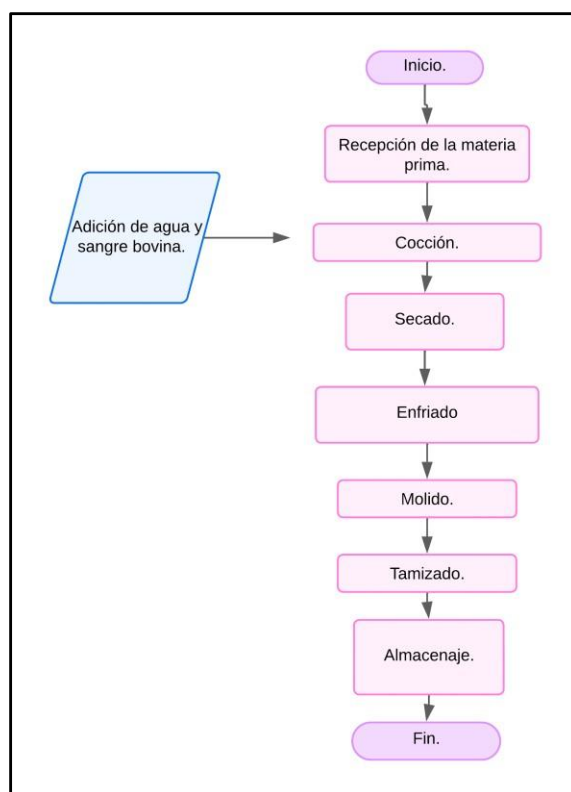 Inicio.
Recepción de la materia
prima.
Adición de agua y
sangre bovina.
Cocción.
Secado.
Enfriado
Molido.
Tamizado.
Almacenaje.
Fin.